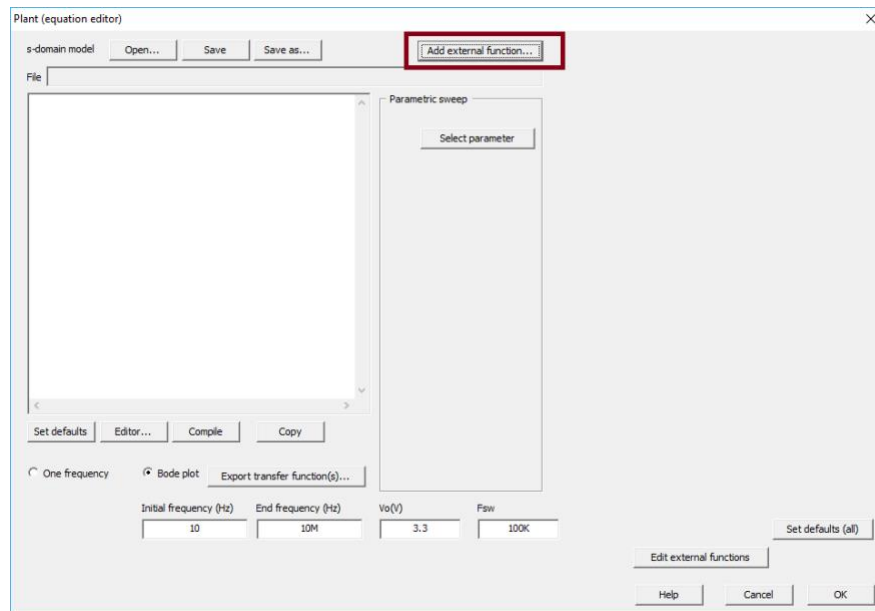 Plant (equation editor)
s-domain model Open... Save Save as... Add external function...
File
Parametric sweep
Select parameter
Set defaults Editor... Compile Copy
One frequency Bode plot Export transfer function(s)...
Initial frequency (Hz) End frequency (Hz) Vo(V) Fsw
10 10M 3.3 100K
Set defaults (all)
Edit external functions
Help Cancel OK